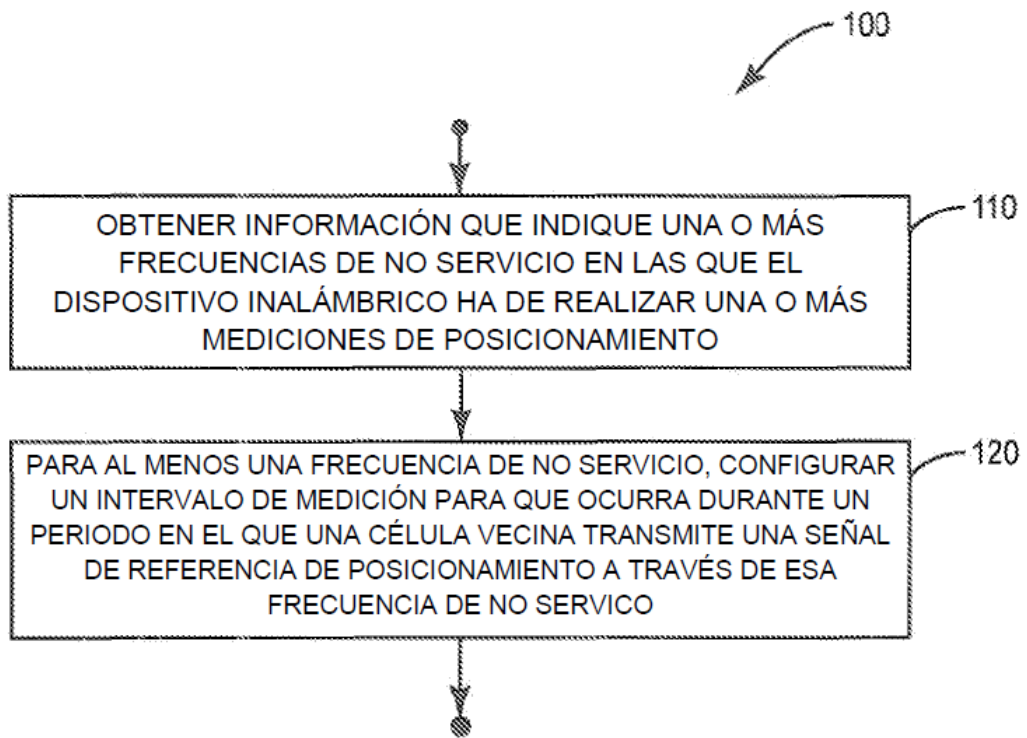 100
110
OBTENER INFORMACIÓN QUE INDIQUE UNA O MÁS
FRECUENCIAS DE NO SERVICIO EN LAS QUE EL
DISPOSITIVO INALÁMBRICO HA DE REALIZAR UNA O MÁS
MEDICIONES DE POSICIONAMIENTO
120
PARA AL MENOS UNA FRECUENCIA DE NO SERVICIO, CONFIGURAR
UN INTERVALO DE MEDICIÓN PARA QUE OCURRA DURANTE UN
PERIODO EN EL QUE UNA CÉLULA VECINA TRANSMITE UNA SEÑAL
DE REFERENCIA DE POSICIONAMIENTO A TRAVÉS DE ESA
FRECUENCIA DE NO SERVICO